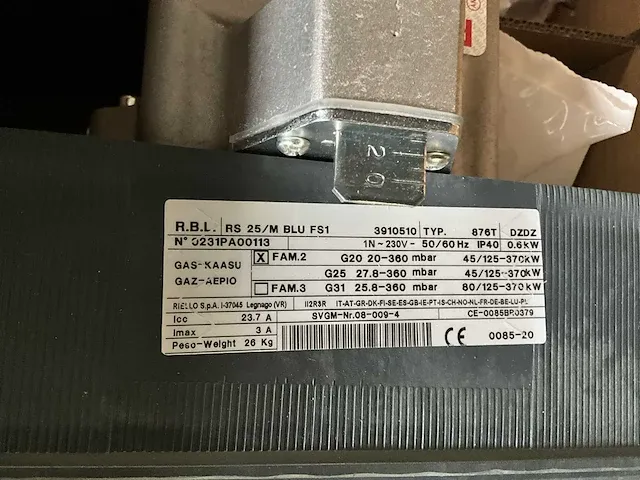 20
R.B.L. RS 25/M BLU FS1 3910510 TYP. 876T DZDZ
N° 0231PA00113 1N~230V- 50/60Hz IP40 0.6kW
GAS-KAASU X FAM.2 G20 20-360 mbar 45/125-370kW
GAZ-AEPIO G25 27.8-360 mbar 45/125-370kW
FAM.3 G31 25.8-360 mbar 80/125-370kW
RIELLO S.p.A. I-37045 Legnago (VR) II2R3R IT-AT-GR-DK-FI-SE-ES-GB-IE-PT-IS-CH-NO-NL-FR-DE-BE-LU-PL
Icc 23.7 A SVGM-Nr.08-009-4 CE-0085BR0379
Imax 3 A
Peso-Weight 26 Kg CE 0085-20